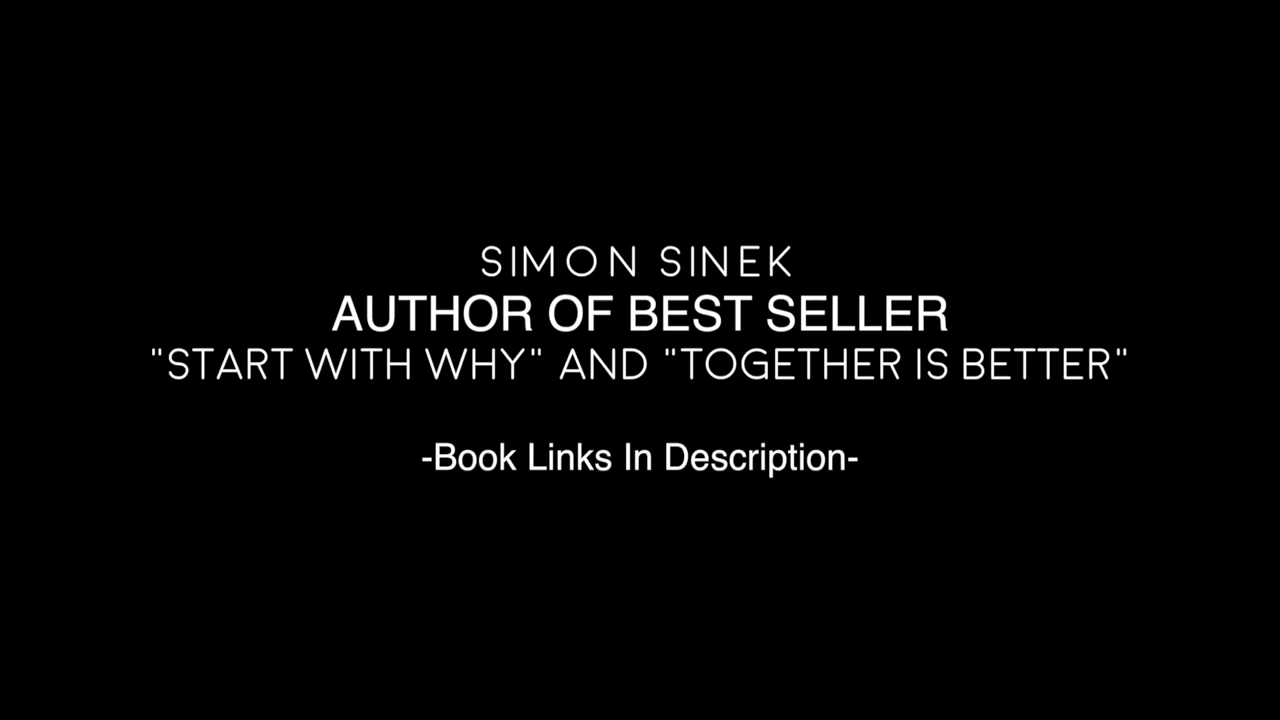 SIMON SINEK
AUTHOR OF BEST SELLER
"START WITH WHY" AND "TOGETHER IS BETTER"
-Book Links In Description-